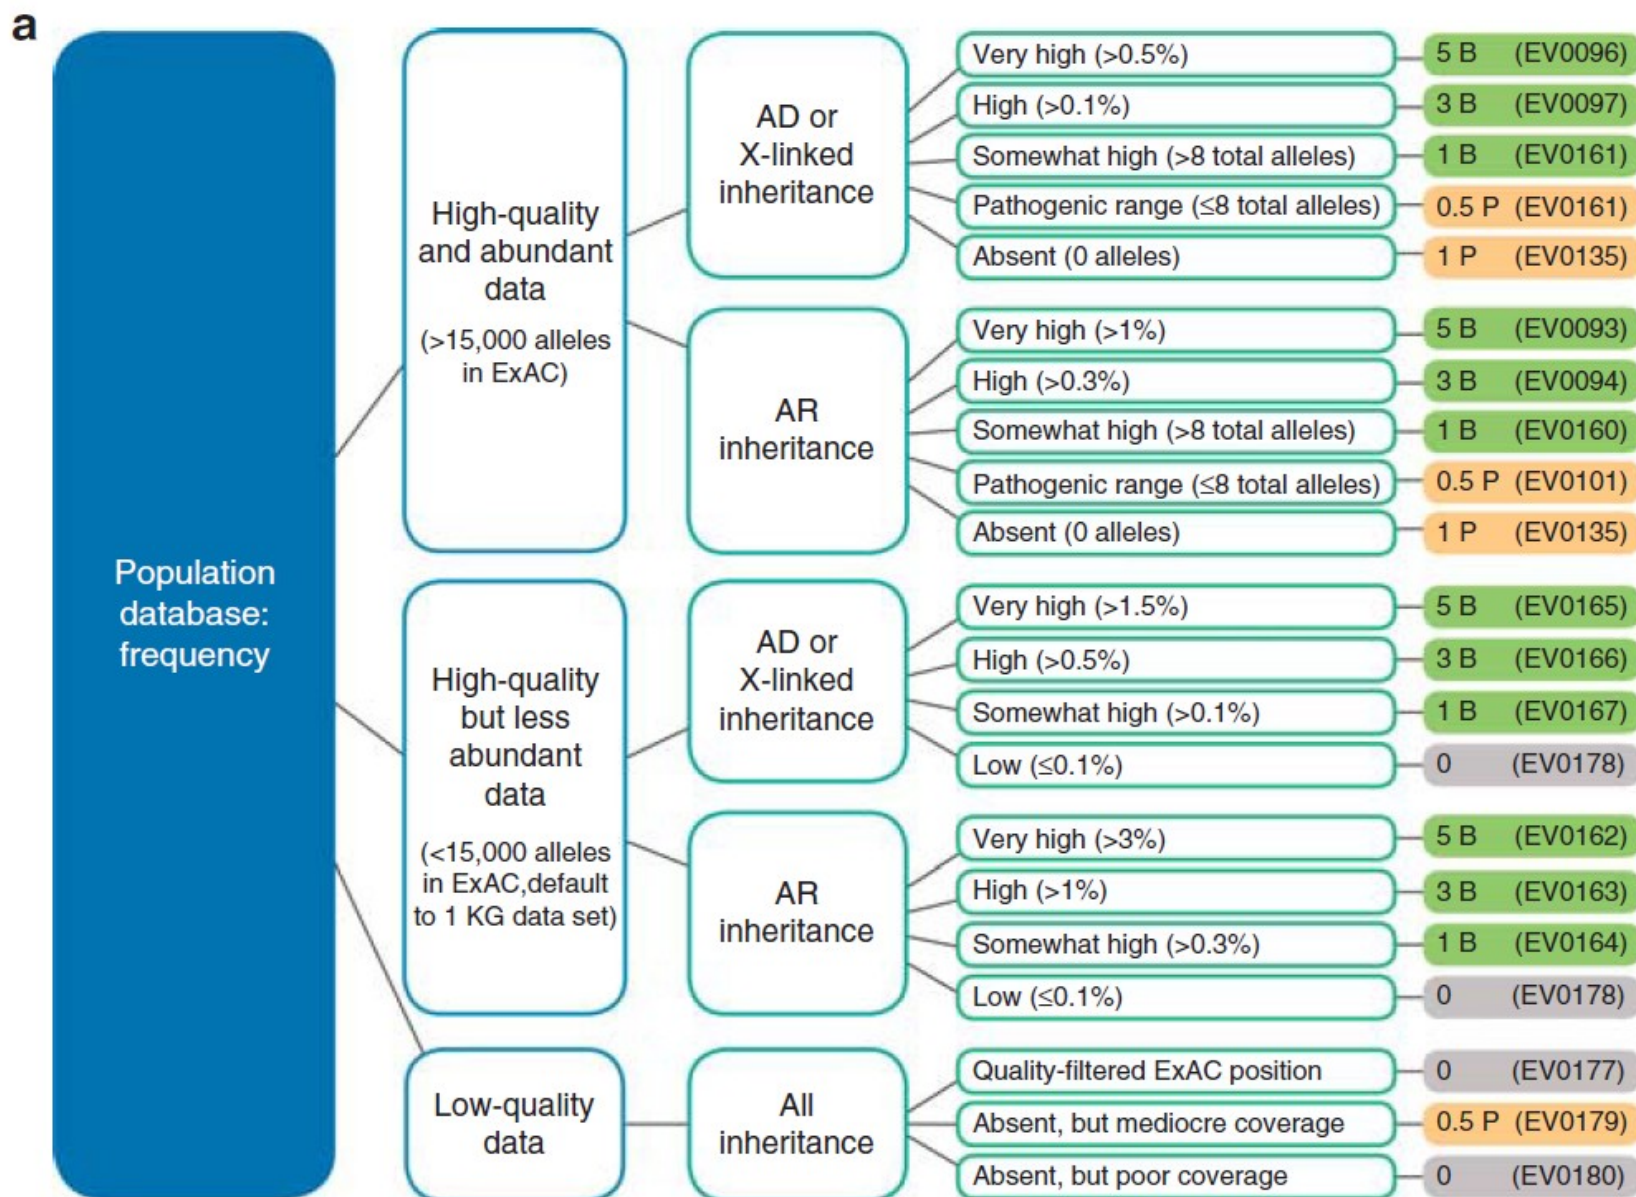 a
Population
database:
frequency
High-quality
and abundant
data
(>15,000 alleles
in ExAC)
AD or
X-linked
inheritance
Very high (>0.5%)
5 B (EV0096)
High (>0.1%)
3 B (EV0097)
Somewhat high (>8 total alleles)
1 B (EV0161)
Pathogenic range (≤8 total alleles)
0.5 P (EV0161)
Absent (0 alleles)
1 P (EV0135)
AR
inheritance
Very high (>1%)
5 B (EV0093)
High (>0.3%)
3 B (EV0094)
Somewhat high (>8 total alleles)
1 B (EV0160)
Pathogenic range (≤8 total alleles)
0.5 P (EV0101)
Absent (0 alleles)
1 P (EV0135)
High-quality
but less
abundant
data
(<15,000 alleles
in ExAC,default
to 1 KG data set)
AD or
X-linked
inheritance
Very high (>1.5%)
5 B (EV0165)
High (>0.5%)
3 B (EV0166)
Somewhat high (>0.1%)
1 B (EV0167)
Low (≤0.1%)
0 (EV0178)
AR
inheritance
Very high (>3%)
5 B (EV0162)
High (>1%)
3 B (EV0163)
Somewhat high (>0.3%)
1 B (EV0164)
Low (≤0.1%)
0 (EV0178)
Low-quality
data
All
inheritance
Quality-filtered ExAC position
0 (EV0177)
Absent, but mediocre coverage
0.5 P (EV0179)
Absent, but poor coverage
0 (EV0180)